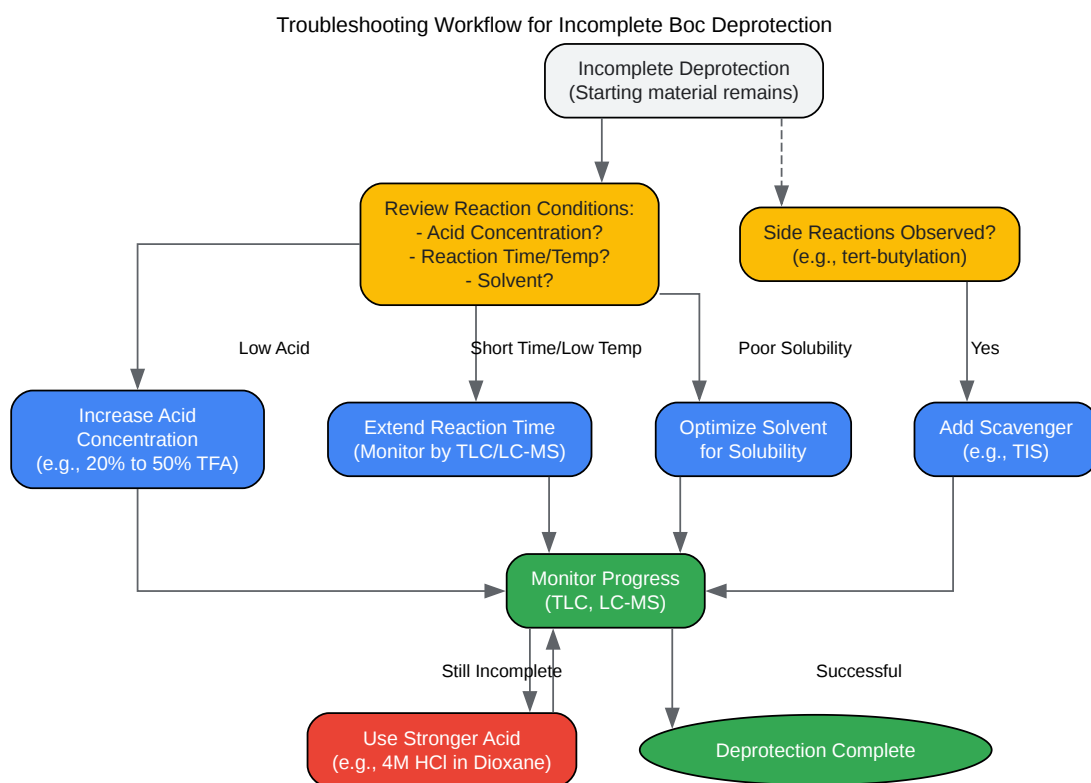 Troubleshooting Workflow for Incomplete Boc Deprotection
Incomplete Deprotection
(Starting material remains)
Review Reaction Conditions:
- Acid Concentration?
- Reaction Time/Temp?
- Solvent?
Side Reactions Observed?
(e.g., tert-butylation)
Low Acid
Short Time/Low Temp
Poor Solubility
Yes
Increase Acid
Concentration
(e.g., 20% to 50% TFA)
Extend Reaction Time
(Monitor by TLC/LC-MS)
Optimize Solvent
for Solubility
Add Scavenger
(e.g., TIS)
Monitor Progress
(TLC, LC-MS)
Still Incomplete
Successful
Use Stronger Acid
(e.g., 4M HCl in Dioxane)
Deprotection Complete